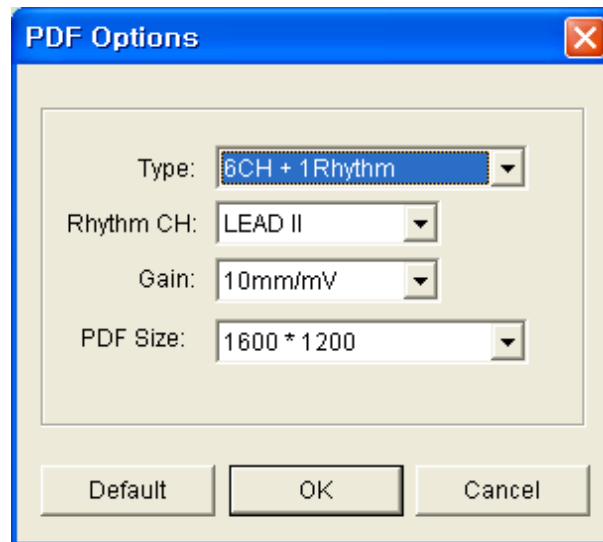 PDF Options
Type: 6CH + 1Rhythm
Rhythm CH: LEAD II
Gain: 10mm/mV
PDF Size: 1600 * 1200
Default OK Cancel